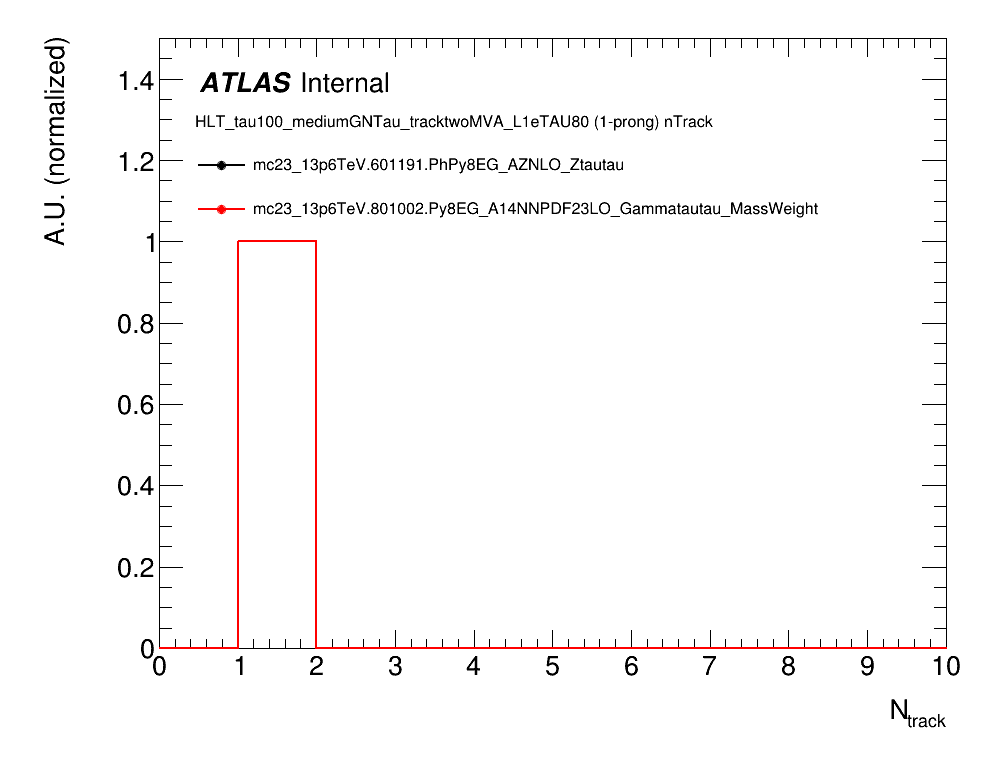 A.U. (normalized)
ATLAS Internal
HLT_tau100_mediumGNTau_tracktwoMVA_L1eTAU80 (1-prong) nTrack
mc23_13p6TeV.601191.PhPy8EG_AZNLO_Ztautau
mc23_13p6TeV.801002.Py8EG_A14NNPDF23LO_Gammatautau_MassWeight
1.4
1.2
1
0.8
0.6
0.4
0.2
0
0 1 2 3 4 5 6 7 8 9 10
N_track